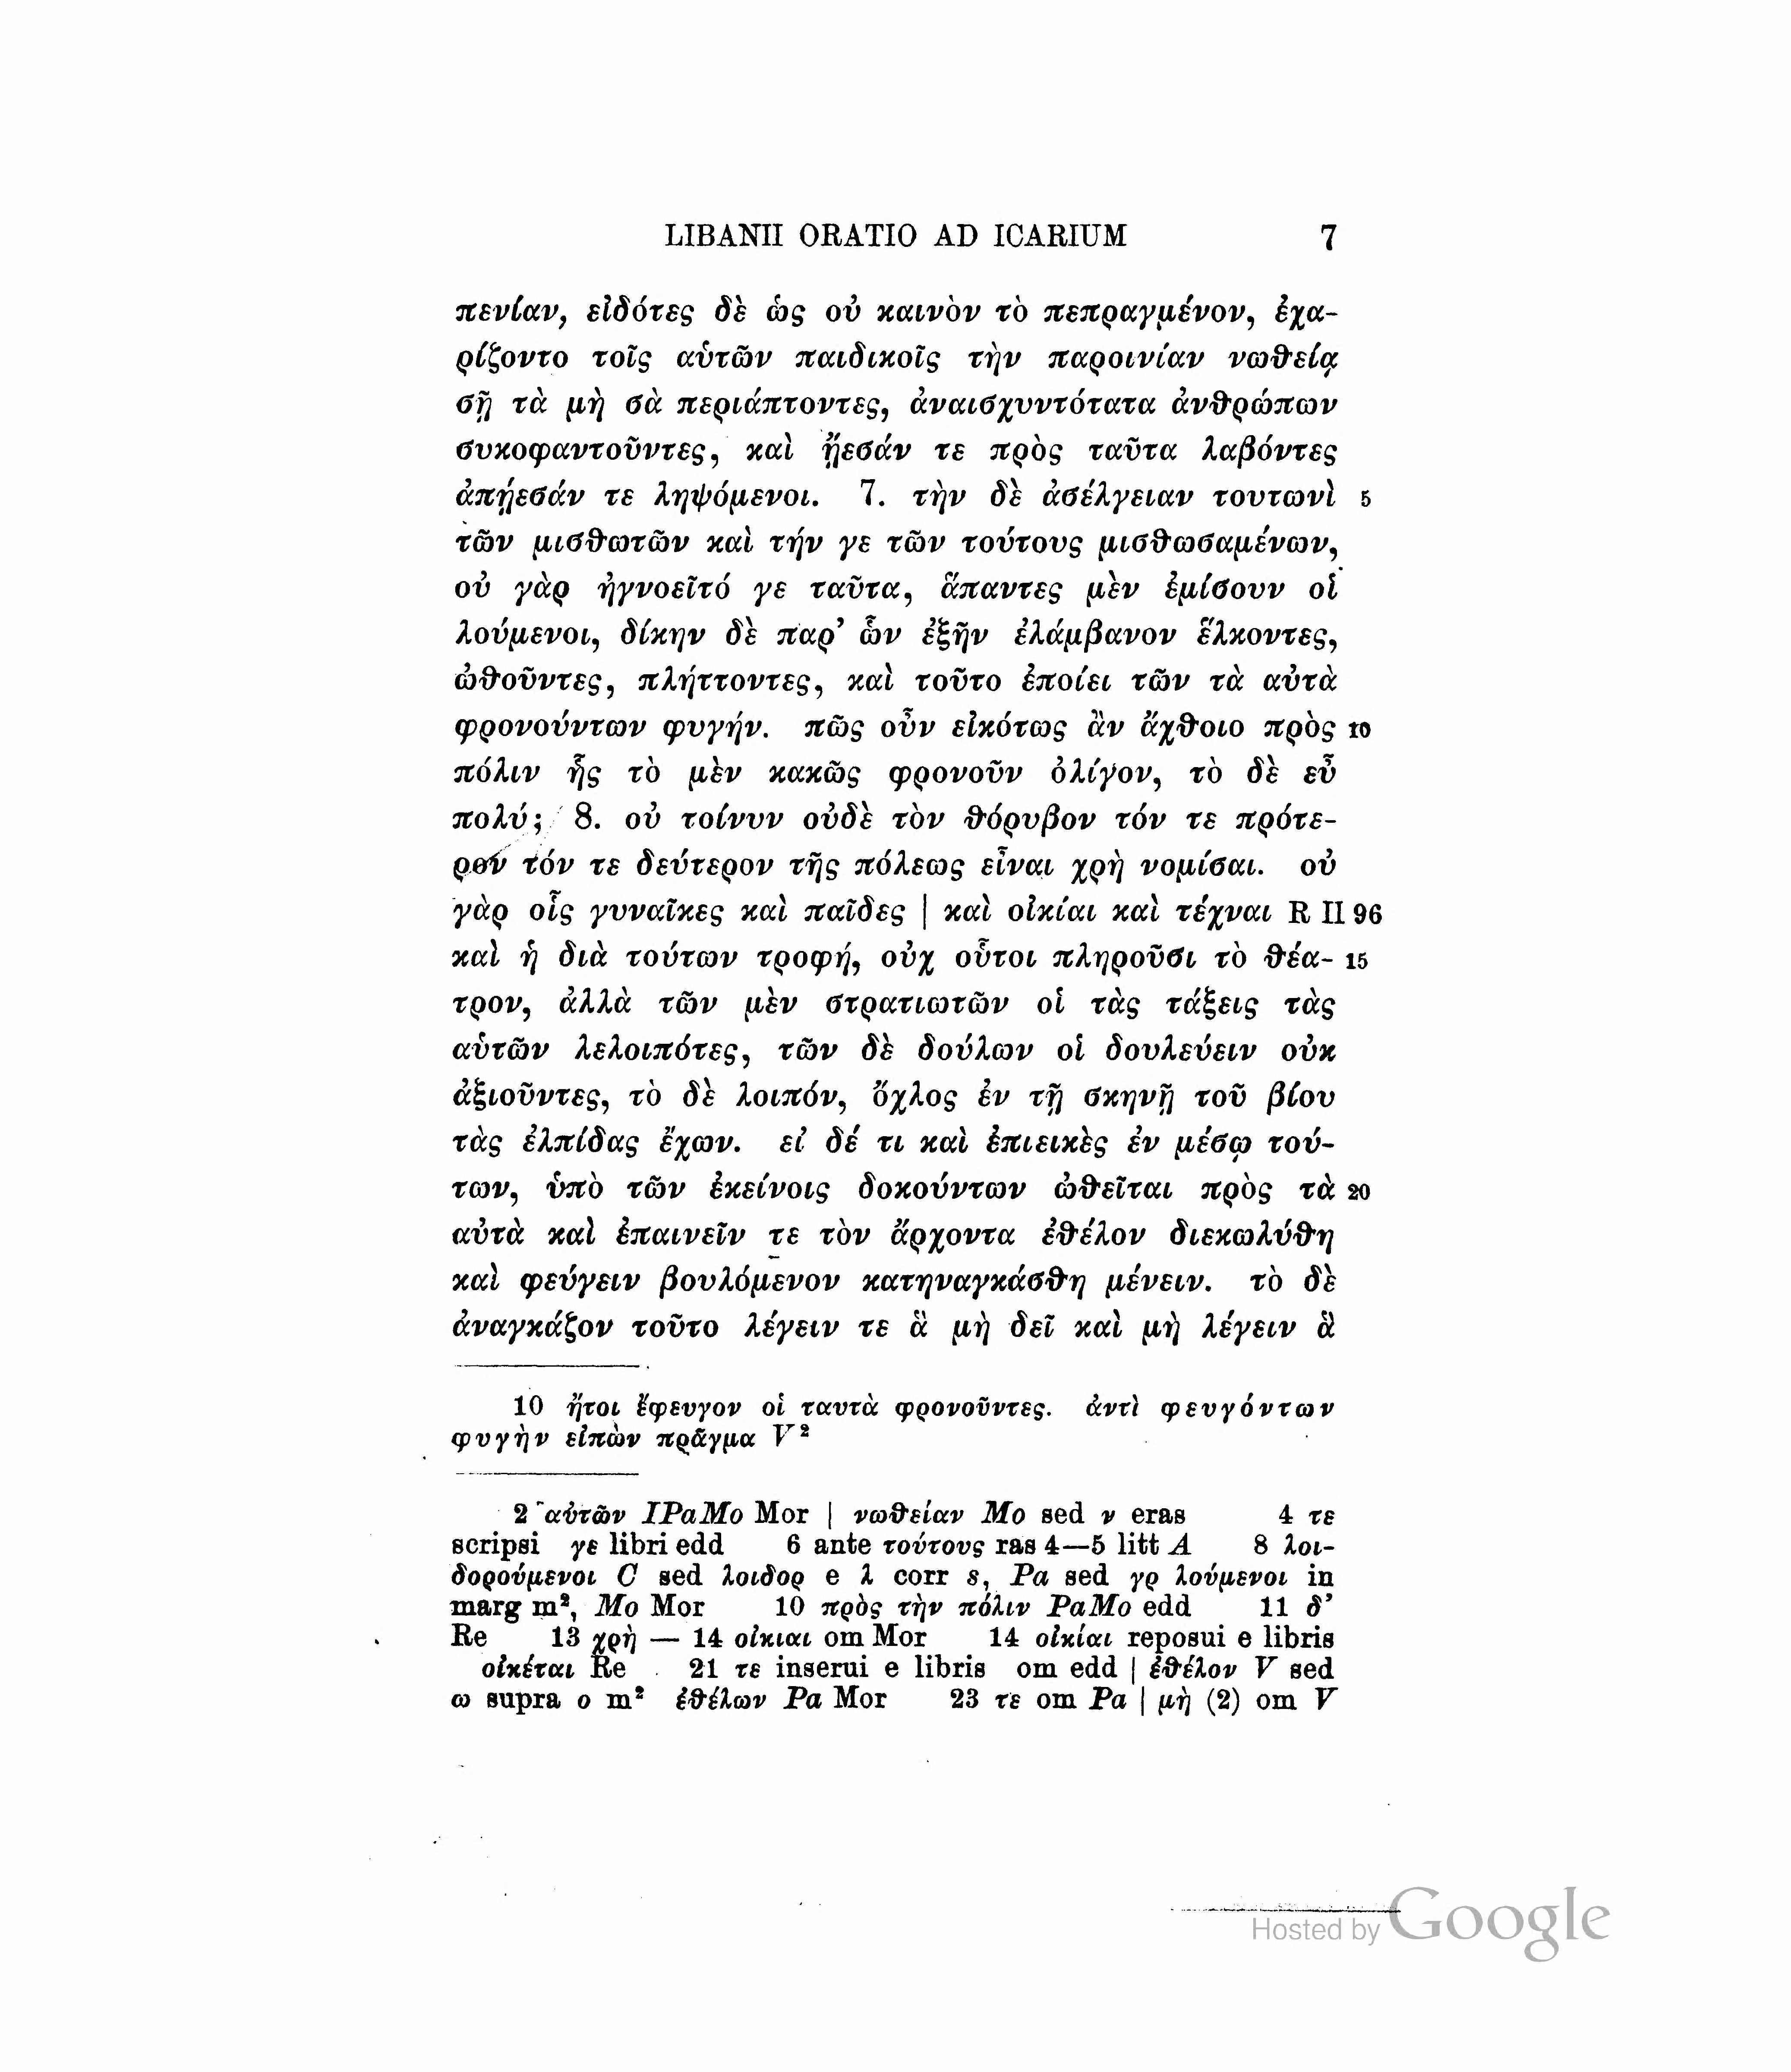 LIBANII ORATIO AD ICARIUM 7
πενίαν, εἰδότες δὲ ὡς οὐ καινὸν τὸ πεπραγμένον, ἐχα-
ρίζοντο τοῖς αὑτῶν παιδικοῖς τὴν παροινίαν νωθείᾳ
σῇ τὰ μὴ σὰ περιάπτοντες, ἀναισχυντότατα ἀνθρώπων
συκοφαντοῦντες, καὶ ᾔεσάν τε πρὸς ταῦτα λαβόντες
ἀπῄεσάν τε ληψόμενοι. 7. τὴν δὲ ἀσέλγειαν τουτωνὶ 5
τῶν μισθωτῶν καὶ τήν γε τῶν τούτους μισθωσαμένων,
οὐ γὰρ ἠγνοεῖτό γε ταῦτα, ἅπαντες μὲν ἐμίσουν οἱ
λούμενοι, δίκην δὲ παρ’ ὧν ἐξῆν ἐλάμβανον ἕλκοντες,
ὠθοῦντες, πλήττοντες, καὶ τοῦτο ἐποίει τῶν τὰ αὐτὰ
φρονούντων φυγήν. πῶς οὖν εἰκότως ἂν ἄχθοιο πρὸς 10
πόλιν ἧς τὸ μὲν κακῶς φρονοῦν ὀλίγον, τὸ δὲ εὖ
πολύ; 8. οὐ τοίνυν οὐδὲ τὸν θόρυβον τόν τε πρότε-
ρον τόν τε δεύτερον τῆς πόλεως εἶναι χρὴ νομίσαι. οὐ
γὰρ οἷς γυναῖκες καὶ παῖδες | καὶ οἰκίαι καὶ τέχναι R II 96
καὶ ἡ διὰ τούτων τροφή, οὐχ οὗτοι πληροῦσι τὸ θέα- 15
τρον, ἀλλὰ τῶν μὲν στρατιωτῶν οἱ τὰς τάξεις τὰς
αὑτῶν λελοιπότες, τῶν δὲ δούλων οἱ δουλεύειν οὐκ
ἀξιοῦντες, τὸ δὲ λοιπόν, ὄχλος ἐν τῇ σκηνῇ τοῦ βίου
τὰς ἐλπίδας ἔχων. εἰ δέ τι καὶ ἐπιεικὲς ἐν μέσῳ τού-
των, ὑπὸ τῶν ἐκείνοις δοκούντων ὠθεῖται πρὸς τὰ 20
αὐτὰ καὶ ἐπαινεῖν τε τὸν ἄρχοντα ἐθέλον διεκωλύθη
καὶ φεύγειν βουλόμενον κατηναγκάσθη μένειν. τὸ δὲ
ἀναγκάζον τοῦτο λέγειν τε ἃ μὴ δεῖ καὶ μὴ λέγειν ἃ
10 ἤτοι ἔφευγον οἱ ταυτὰ φρονοῦντες. ἀντὶ φευγόντων
φυγὴν εἰπὼν πρᾶγμα V²
2 αὐτῶν IPaMo Mor | νωθείαν Mo sed ν eras 4 τε
scripsi γε libri edd 6 ante τούτους ras 4—5 litt A 8 λοι-
δορούμενοι C sed λοιδορ e λ corr s, Pa sed γρ λούμενοι in
marg m², Mo Mor 10 πρὸς τὴν πόλιν PaMo edd 11 δ’
Re 13 χρὴ — 14 οἰκιαι om Mor 14 οἰκίαι reposui e libris
οἰκέται Re 21 τε inserui e libris om edd | ἐθέλον V sed
ω supra ο m² ἐθέλων Pa Mor 23 τε om Pa | μὴ (2) om V
Hosted by Google